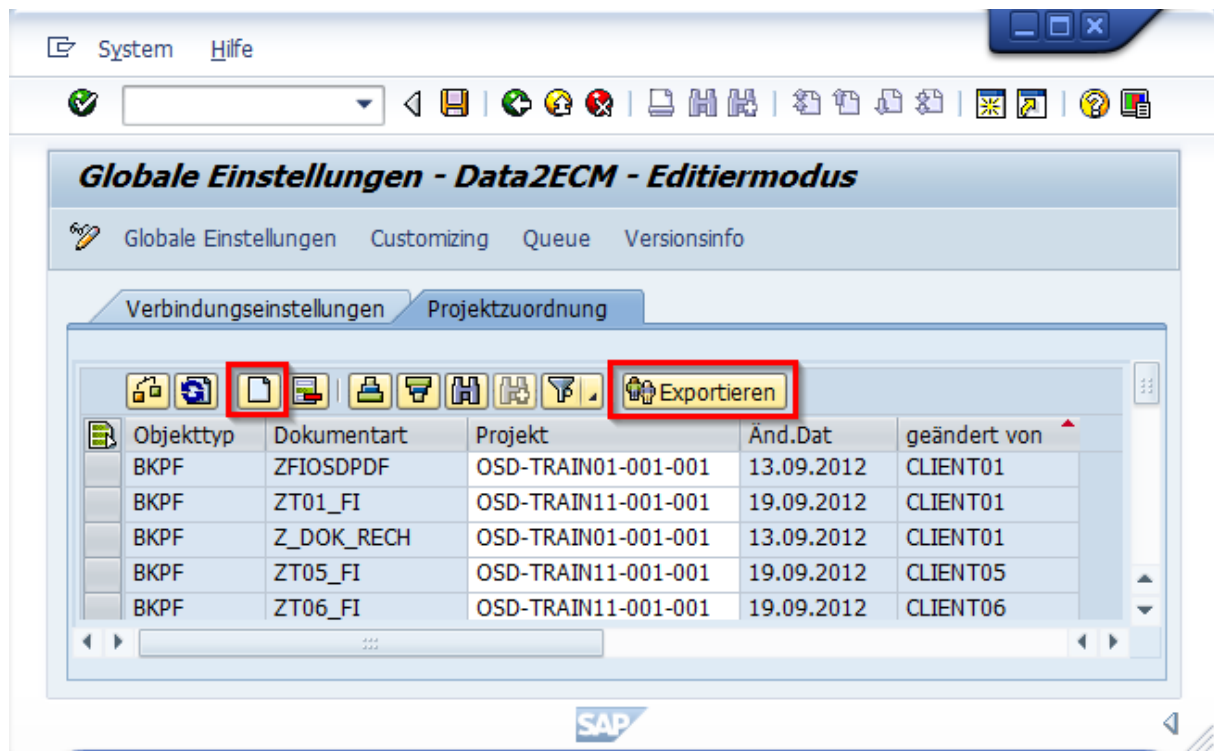 System Hilfe
Globale Einstellungen - Data2ECM - Editiermodus
Globale Einstellungen Customizing Queue Versionsinfo
Verbindungseinstellungen Projektzuordnung
Exportieren
Objekttyp Dokumentart Projekt Änd.Dat geändert von
BKPF ZFIOSDPDF OSD-TRAIN01-001-001 13.09.2012 CLIENT01
BKPF ZT01_FI OSD-TRAIN11-001-001 19.09.2012 CLIENT01
BKPF Z_DOK_RECH OSD-TRAIN01-001-001 13.09.2012 CLIENT01
BKPF ZT05_FI OSD-TRAIN11-001-001 19.09.2012 CLIENT05
BKPF ZT06_FI OSD-TRAIN11-001-001 19.09.2012 CLIENT06
SAP